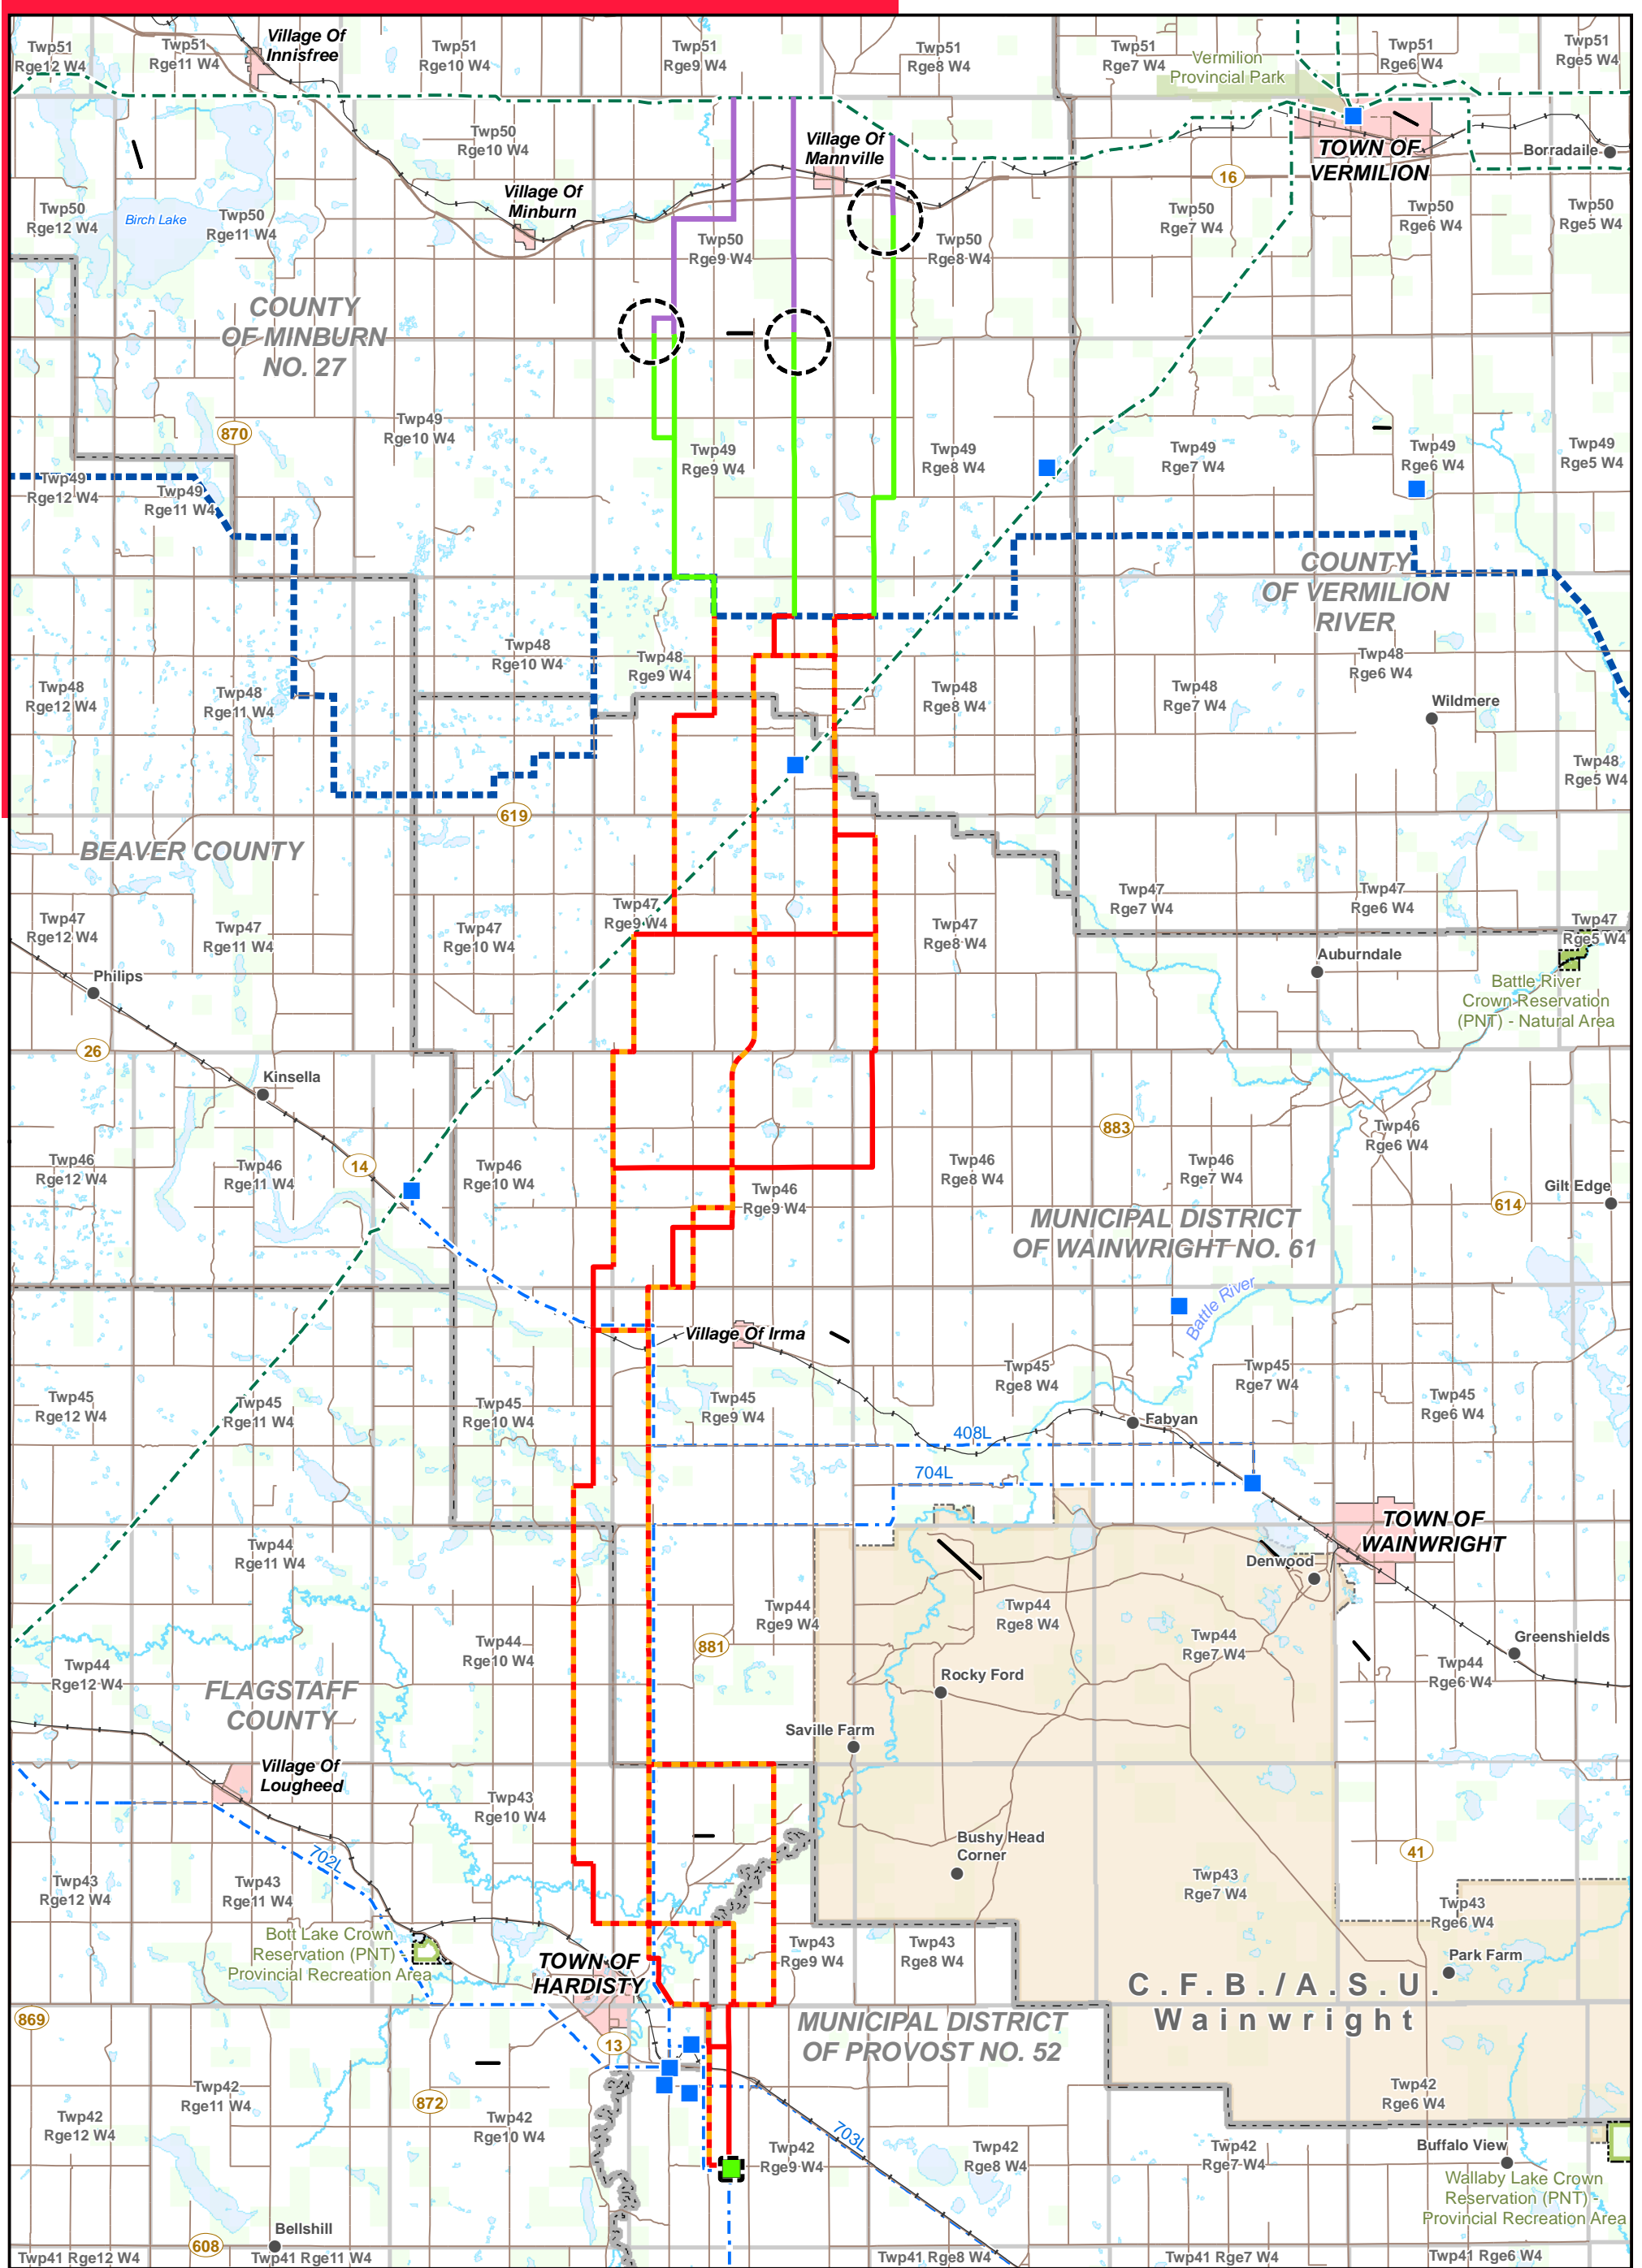 Village Of
Innisfree
Twp51
Rge12 W4
Twp51
Rge11 W4
Twp51
Rge10 W4
Twp51
Rge9 W4
Twp51
Rge8 W4
Twp51
Rge7 W4
Vermilion
Provincial Park
Twp51
Rge6 W4
Twp51
Rge5 W4
Twp50
Rge10 W4
Village Of
Mannville
TOWN OF
VERMILION
Borradaile
16
Village Of
Minburn
Twp50
Rge12 W4
Birch Lake
Twp50
Rge11 W4
Twp50
Rge9 W4
Twp50
Rge8 W4
Twp50
Rge7 W4
Twp50
Rge6 W4
Twp50
Rge5 W4
COUNTY
OF MINBURN
NO. 27
870
Twp49
Rge10 W4
Twp49
Rge9 W4
Twp49
Rge8 W4
Twp49
Rge7 W4
Twp49
Rge6 W4
Twp49
Rge5 W4
Twp49
Rge12 W4
Twp49
Rge11 W4
COUNTY
OF VERMILION
RIVER
Twp48
Rge10 W4
Twp48
Rge9 W4
Twp48
Rge6 W4
Twp48
Rge12 W4
Twp48
Rge11 W4
Twp48
Rge8 W4
Twp48
Rge7 W4
Wildmere
Twp48
Rge5 W4
619
BEAVER COUNTY
Twp47
Rge12 W4
Twp47
Rge11 W4
Twp47
Rge10 W4
Twp47
Rge9 W4
Twp47
Rge8 W4
Twp47
Rge7 W4
Twp47
Rge6 W4
Twp47
Rge5 W4
Auburndale
Philips
Battle River
Crown Reservation
(PNT) - Natural Area
26
Kinsella
883
Twp46
Rge6 W4
Twp46
Rge12 W4
Twp46
Rge11 W4
14
Twp46
Rge10 W4
Twp46
Rge9 W4
Twp46
Rge8 W4
Twp46
Rge7 W4
Gilt Edge
614
MUNICIPAL DISTRICT
OF WAINWRIGHT NO. 61
Battle River
Village Of Irma
Twp45
Rge12 W4
Twp45
Rge11 W4
Twp45
Rge10 W4
Twp45
Rge9 W4
Twp45
Rge8 W4
Twp45
Rge7 W4
Twp45
Rge6 W4
Fabyan
408L
704L
TOWN OF
WAINWRIGHT
Twp44
Rge11 W4
Denwood
Twp44
Rge9 W4
Twp44
Rge8 W4
Twp44
Rge7 W4
Greenshields
Twp44
Rge12 W4
Twp44
Rge10 W4
881
Twp44
Rge6 W4
Rocky Ford
FLAGSTAFF
COUNTY
Saville Farm
Village Of
Lougheed
Twp43
Rge10 W4
Bushy Head
Corner
41
702L
Twp43
Rge12 W4
Twp43
Rge11 W4
Twp43
Rge7 W4
Twp43
Rge6 W4
Bott Lake Crown
Reservation (PNT) -
Provincial Recreation Area
TOWN OF
HARDISTY
Twp43
Rge9 W4
Twp43
Rge8 W4
Park Farm
C.F.B./A.S.U.
Wainwright
869
13
MUNICIPAL DISTRICT
OF PROVOST NO. 52
Twp42
Rge12 W4
Twp42
Rge11 W4
872
Twp42
Rge10 W4
703L
Twp42
Rge9 W4
Twp42
Rge8 W4
Twp42
Rge7 W4
Twp42
Rge6 W4
Buffalo View
Wallaby Lake Crown
Reservation (PNT) -
Provincial Recreation Area
Bellshill
608
Twp41 Rge12 W4
Twp41 Rge11 W4
Twp41 Rge8 W4
Twp41 Rge7 W4
Twp41 Rge6 W4